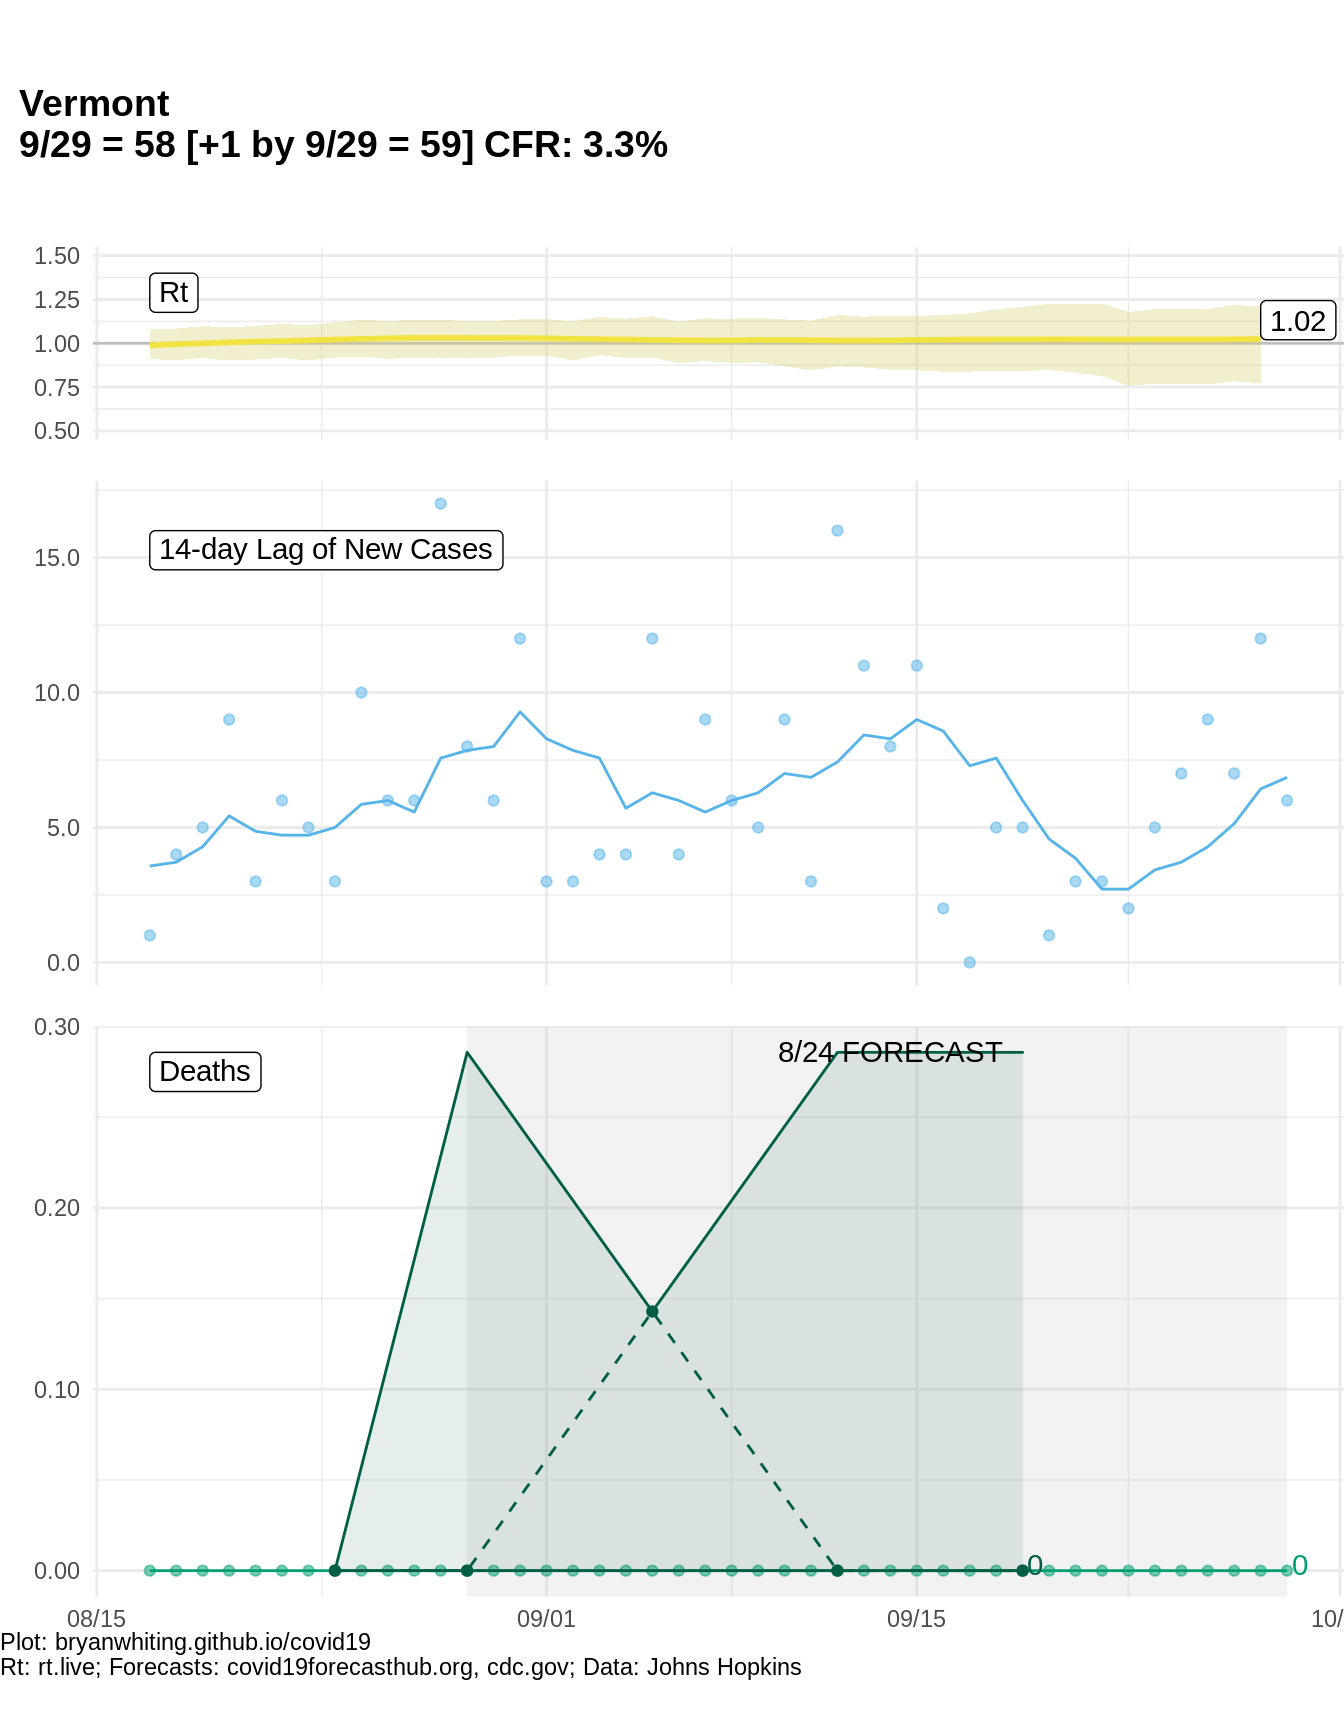 Vermont
9/29 = 58 [+1 by 9/29 = 59] CFR: 3.3%
1.50
1.25
1.00
0.75
0.50
Rt
1.02
15.0
10.0
5.0
0.0
14-day Lag of New Cases
0.30
0.20
0.10
0.00
Deaths
8/24 FORECAST
0
0
08/15
09/01
09/15
10/
Plot: bryanwhiting.github.io/covid19
Rt: rt.live; Forecasts: covid19forecasthub.org, cdc.gov; Data: Johns Hopkins